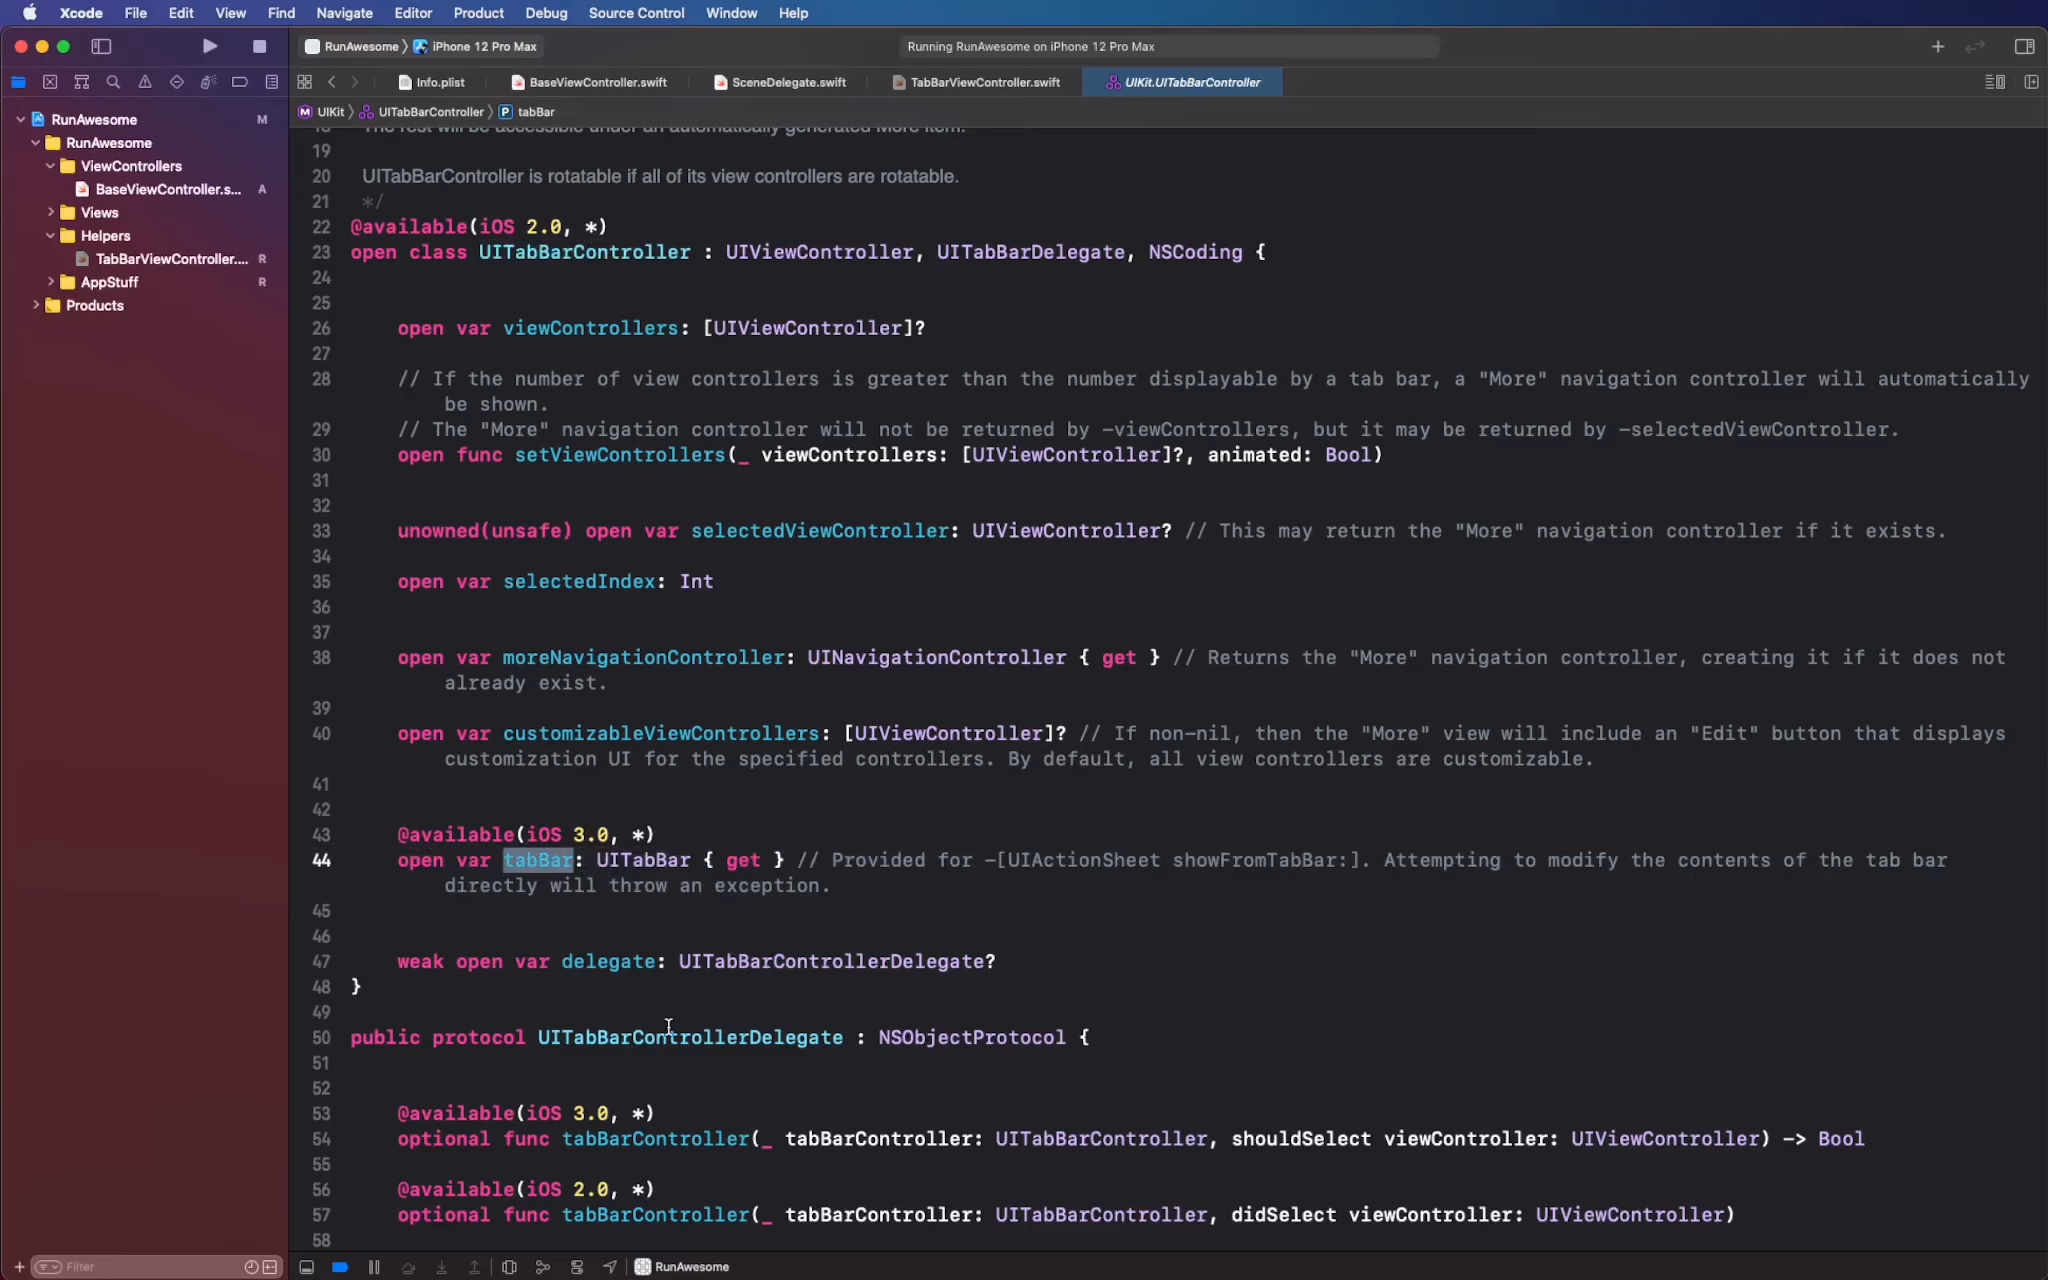 Xcode File Edit View Find Navigate Editor Product Debug Source Control Window Help
RunAwesome 〉 iPhone 12 Pro Max
Running RunAwesome on iPhone 12 Pro Max
Info.plist BaseViewController.swift SceneDelegate.swift TabBarViewController.swift UIKit.UITabBarController
M UIKit 〉 UITabBarController 〉 P tabBar
RunAwesome M
RunAwesome
ViewControllers
BaseViewController.s... A
Views
Helpers
TabBarViewController.... R
AppStuff R
Products
18 The rest will be accessible under an automatically generated More item.
19
20 UITabBarController is rotatable if all of its view controllers are rotatable.
21 */
22 @available(iOS 2.0, *)
23 open class UITabBarController : UIViewController, UITabBarDelegate, NSCoding {
24
25
26 open var viewControllers: [UIViewController]?
27
28 // If the number of view controllers is greater than the number displayable by a tab bar, a "More" navigation controller will automatically
be shown.
29 // The "More" navigation controller will not be returned by -viewControllers, but it may be returned by -selectedViewController.
30 open func setViewControllers(_ viewControllers: [UIViewController]?, animated: Bool)
31
32
33 unowned(unsafe) open var selectedViewController: UIViewController? // This may return the "More" navigation controller if it exists.
34
35 open var selectedIndex: Int
36
37
38 open var moreNavigationController: UINavigationController { get } // Returns the "More" navigation controller, creating it if it does not
already exist.
39
40 open var customizableViewControllers: [UIViewController]? // If non-nil, then the "More" view will include an "Edit" button that displays
customization UI for the specified controllers. By default, all view controllers are customizable.
41
42
43 @available(iOS 3.0, *)
44 open var tabBar: UITabBar { get } // Provided for -[UIActionSheet showFromTabBar:]. Attempting to modify the contents of the tab bar
directly will throw an exception.
45
46
47 weak open var delegate: UITabBarControllerDelegate?
48 }
49
50 public protocol UITabBarControllerDelegate : NSObjectProtocol {
51
52
53 @available(iOS 3.0, *)
54 optional func tabBarController(_ tabBarController: UITabBarController, shouldSelect viewController: UIViewController) -> Bool
55
56 @available(iOS 2.0, *)
57 optional func tabBarController(_ tabBarController: UITabBarController, didSelect viewController: UIViewController)
58
Filter
RunAwesome